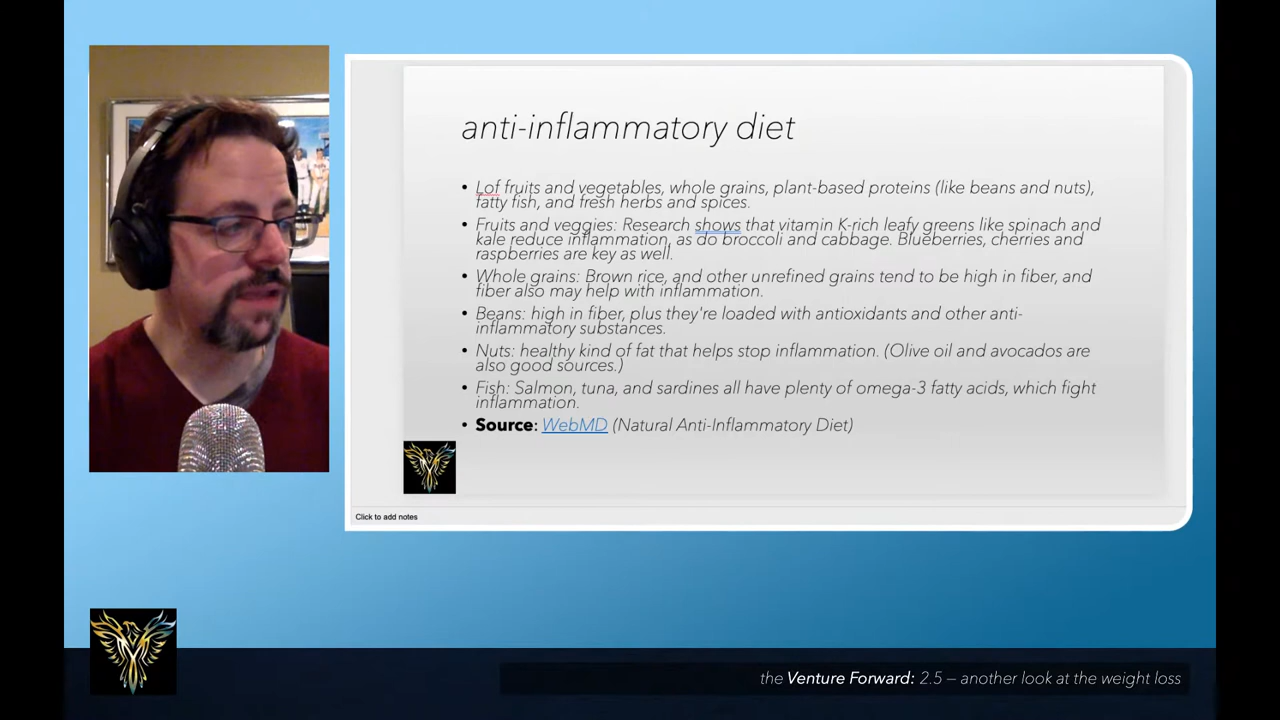 anti-inflammatory diet
• Lof fruits and vegetables, whole grains, plant-based proteins (like beans and nuts),
fatty fish, and fresh herbs and spices.
• Fruits and veggies: Research shows that vitamin K-rich leafy greens like spinach and
kale reduce inflammation, as do broccoli and cabbage. Blueberries, cherries and
raspberries are key as well.
• Whole grains: Brown rice, and other unrefined grains tend to be high in fiber, and
fiber also may help with inflammation.
• Beans: high in fiber, plus they're loaded with antioxidants and other anti-
inflammatory substances.
• Nuts: healthy kind of fat that helps stop inflammation. (Olive oil and avocados are
also good sources.)
• Fish: Salmon, tuna, and sardines all have plenty of omega-3 fatty acids, which fight
inflammation.
• Source: WebMD (Natural Anti-Inflammatory Diet)
Click to add notes
the Venture Forward: 2.5 – another look at the weight loss